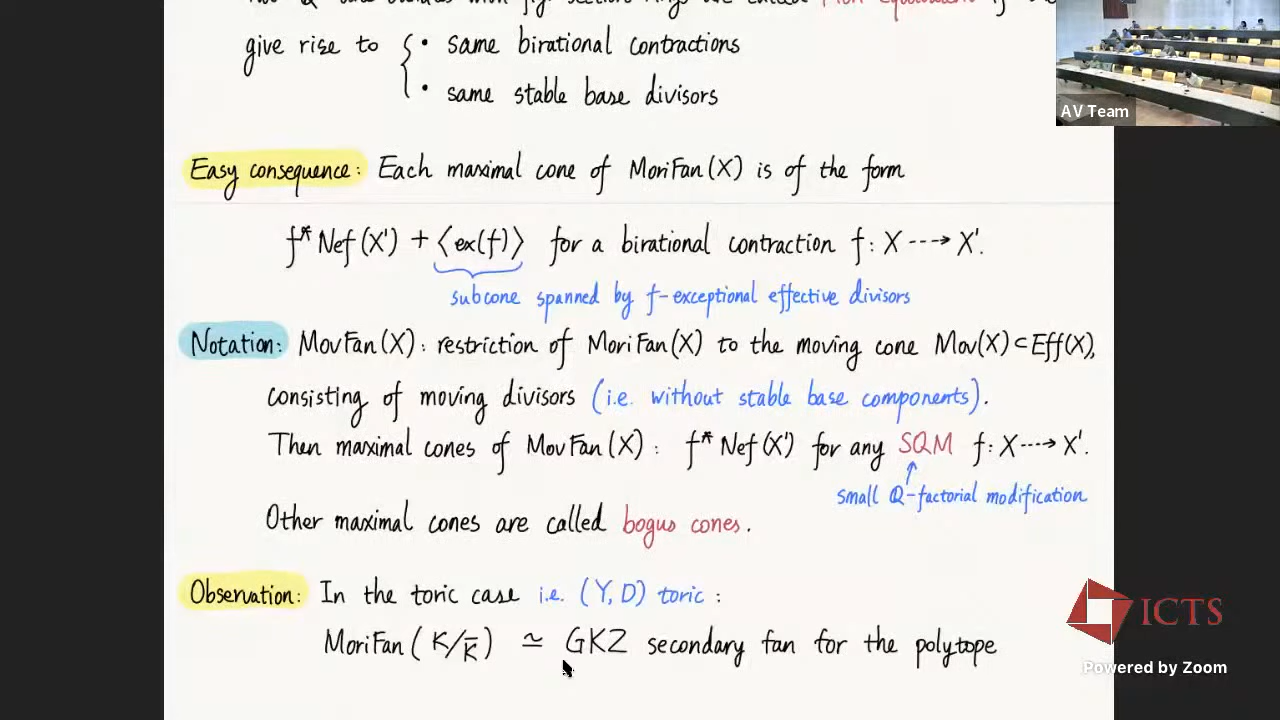 give rise to { • same birational contractions
• same stable base divisors
AV Team
Easy consequence: Each maximal cone of MoriFan(X) is of the form
f* Nef(X') + ⟨ex(f)⟩ for a birational contraction f: X ⇢ X'.
subcone spanned by f-exceptional effective divisors
Notation: MovFan(X): restriction of MoriFan(X) to the moving cone Mov(X) ⊂ Eff(X),
consisting of moving divisors (i.e. without stable base components).
Then maximal cones of MovFan(X): f* Nef(X') for any SQM f: X ⇢ X'.
small Q-factorial modification
Other maximal cones are called bogus cones.
Observation: In the toric case i.e. (Y, D) toric:
MoriFan(K/K̄) ≃ GKZ secondary fan for the polytope
ICTS
Powered by Zoom